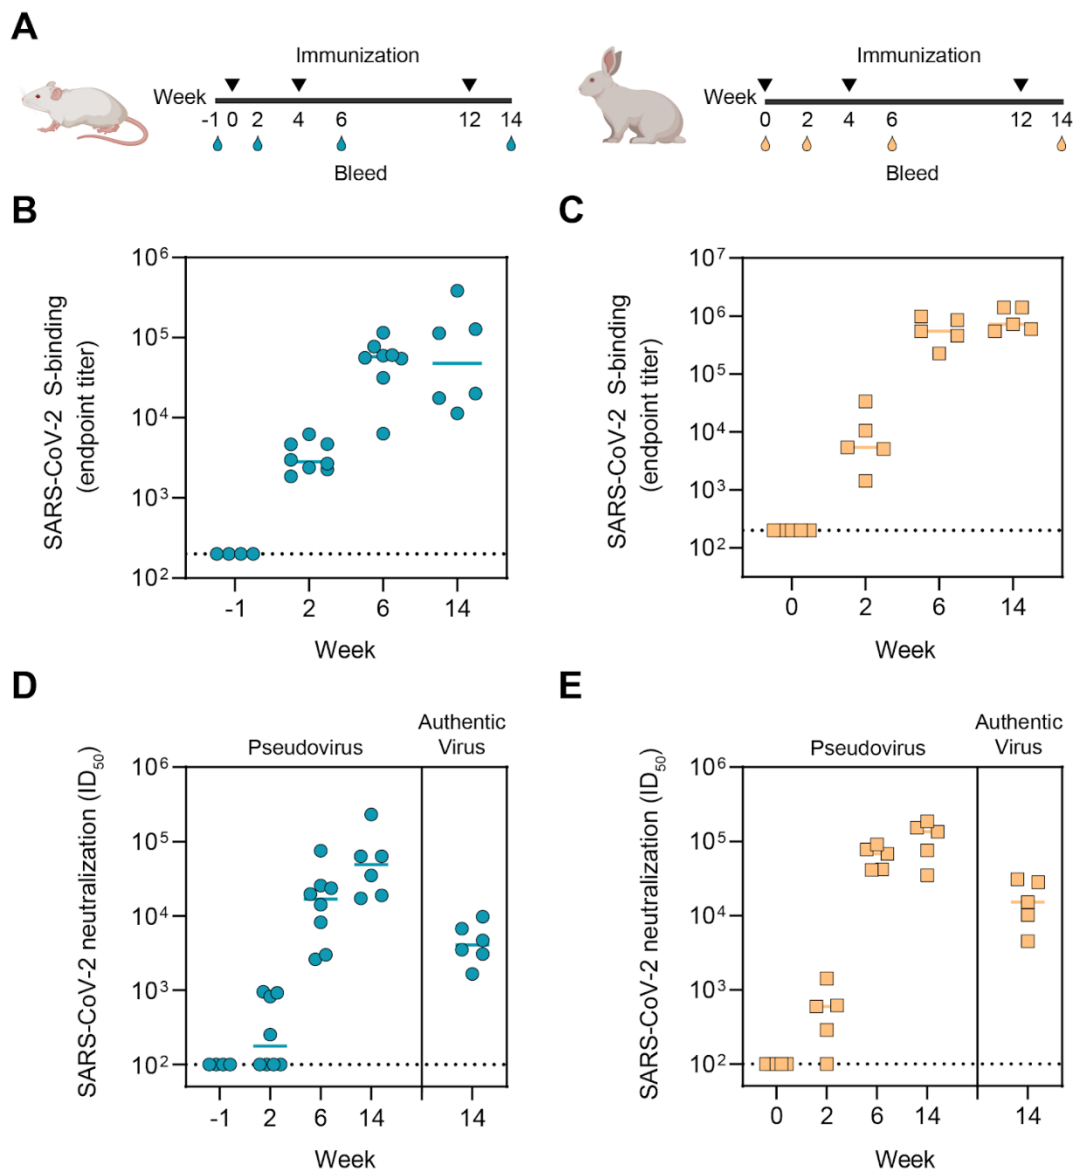 A
Immunization
Week
-1 0 2 4 6 12 14
Bleed
Immunization
Week
0 2 4 6 12 14
Bleed
B
SARS-CoV-2 S-binding
(endpoint titer)
10⁶
10⁵
10⁴
10³
10²
-1 2 6 14
Week
C
SARS-CoV-2 S-binding
(endpoint titer)
10⁷
10⁶
10⁵
10⁴
10³
10²
0 2 6 14
Week
D
SARS-CoV-2 neutralization (ID₅₀)
Pseudovirus
Authentic
Virus
10⁶
10⁵
10⁴
10³
10²
-1 2 6 14 14
Week
E
SARS-CoV-2 neutralization (ID₅₀)
Pseudovirus
Authentic
Virus
10⁶
10⁵
10⁴
10³
10²
0 2 6 14 14
Week